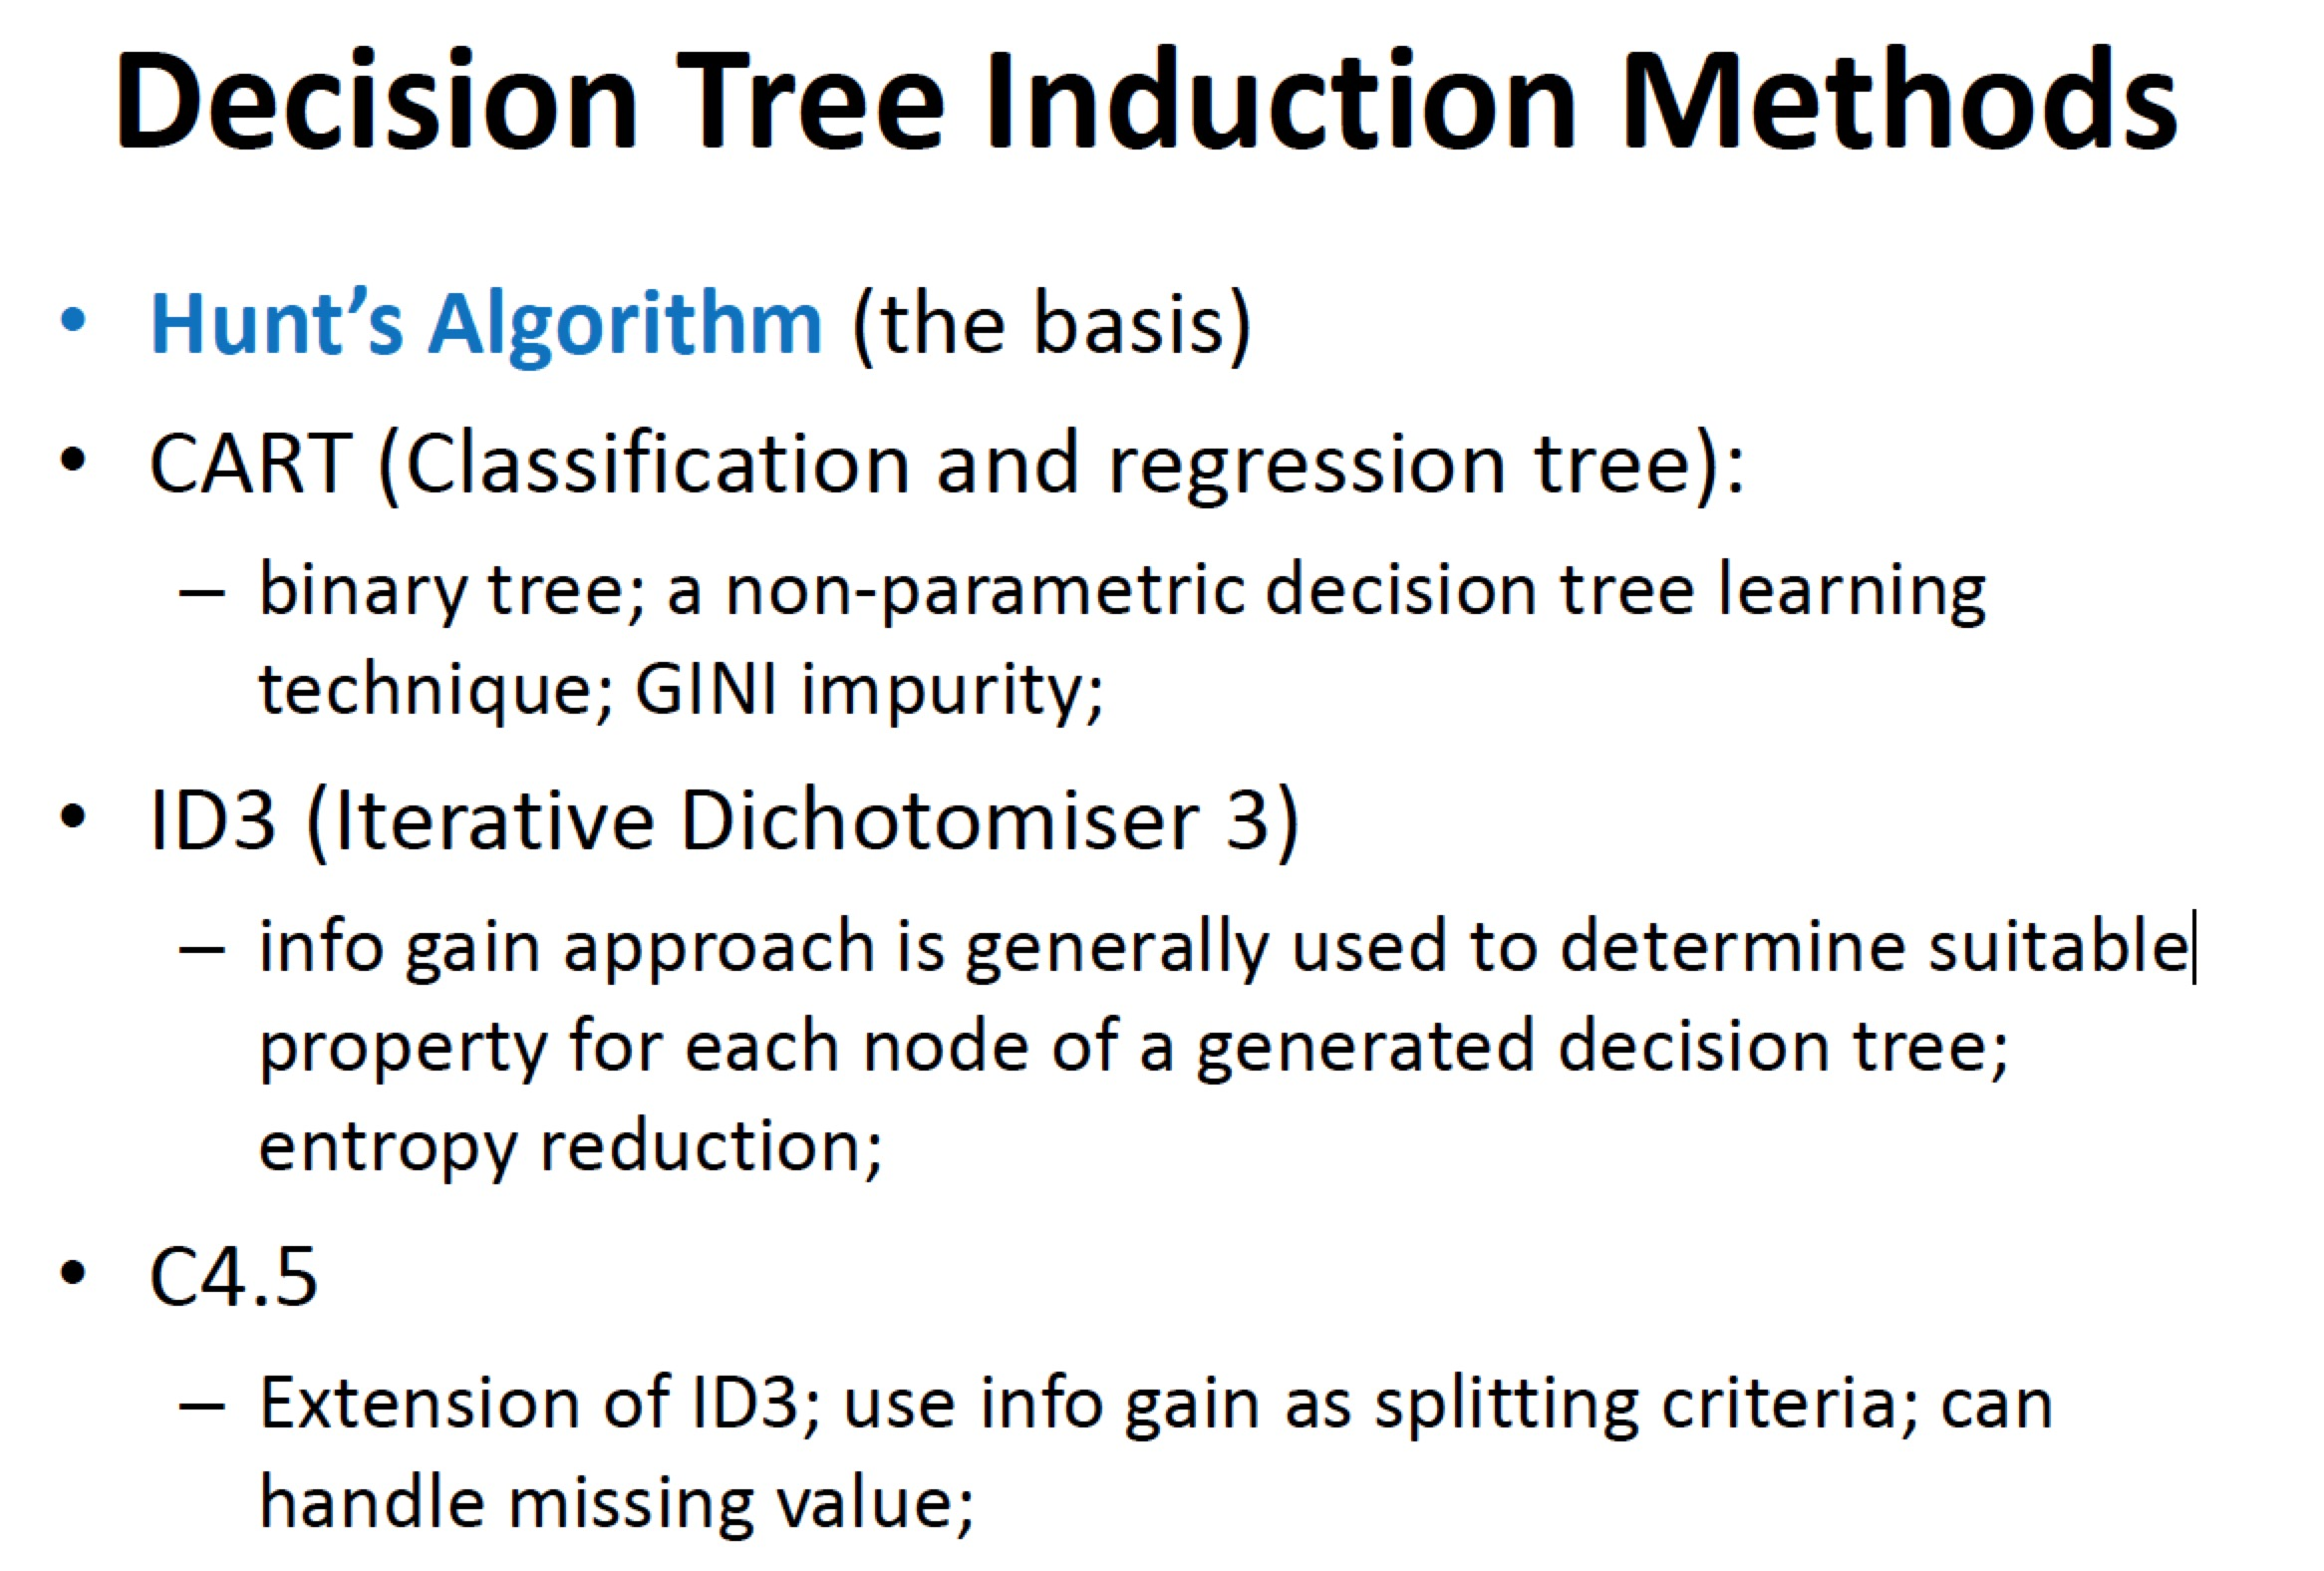 Decision Tree Induction Methods
• Hunt’s Algorithm (the basis)
• CART (Classification and regression tree):
– binary tree; a non-parametric decision tree learning
technique; GINI impurity;
• ID3 (Iterative Dichotomiser 3)
– info gain approach is generally used to determine suitable
property for each node of a generated decision tree;
entropy reduction;
• C4.5
– Extension of ID3; use info gain as splitting criteria; can
handle missing value;